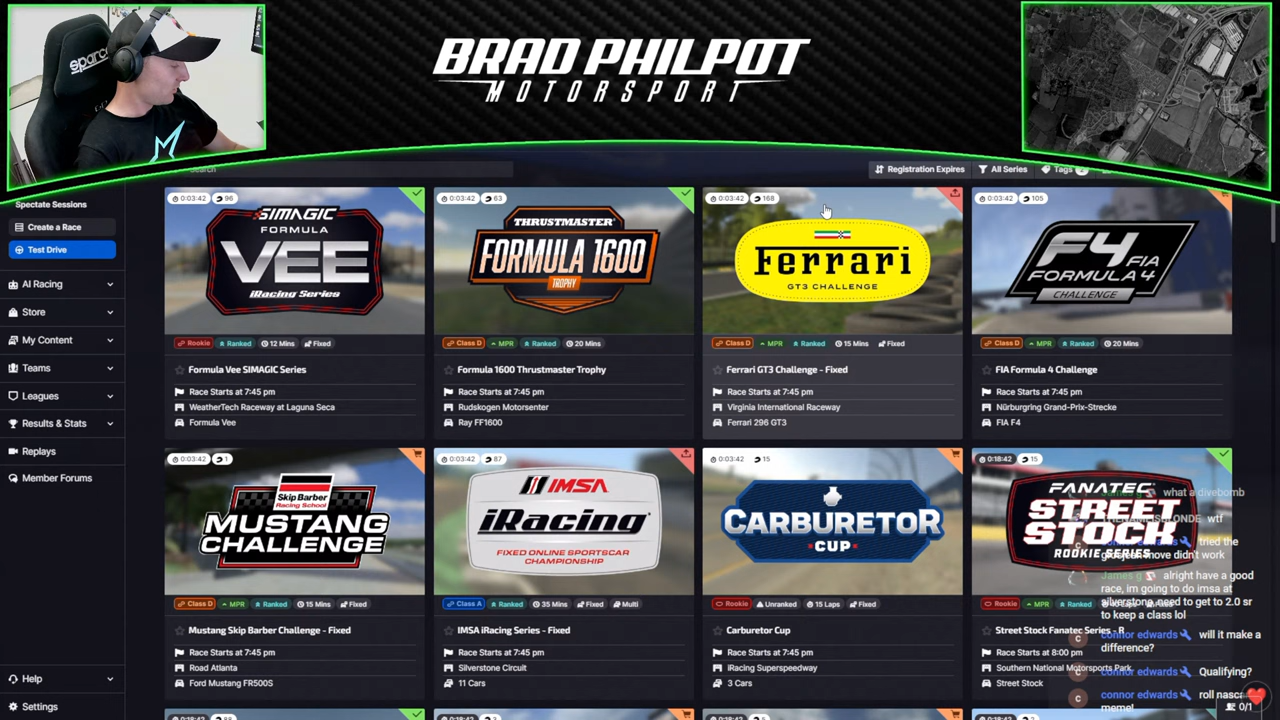 sparco
BRAD PHILPOT
MOTORSPORT
Search
Registration Expires
All Series
Tags
Spectate Sessions
Create a Race
Test Drive
AI Racing
Store
My Content
Teams
Leagues
Results & Stats
Replays
Member Forums
Help
Settings
0:03:42 96
SIMAGIC
FORMULA
VEE
iRacing Series
Rookie Ranked 12 Mins Fixed
Formula Vee SIMAGIC Series
Race Starts at 7:45 pm
WeatherTech Raceway at Laguna Seca
Formula Vee
0:03:42 63
THRUSTMASTER
FORMULA 1600
TROPHY
Class D MPR Ranked 20 Mins
Formula 1600 Thrustmaster Trophy
Race Starts at 7:45 pm
Rudskogen Motorsenter
Ray FF1600
0:03:42 168
Ferrari
GT3 CHALLENGE
Class D MPR Ranked 15 Mins Fixed
Ferrari GT3 Challenge - Fixed
Race Starts at 7:45 pm
Virginia International Raceway
Ferrari 296 GT3
0:03:42 105
F4 FIA
FORMULA 4
CHALLENGE
Class D MPR Ranked 20 Mins
FIA Formula 4 Challenge
Race Starts at 7:45 pm
Nürburgring Grand-Prix-Strecke
FIA F4
0:03:42 1
Skip Barber
Racing School
MUSTANG
CHALLENGE
Class D MPR Ranked 15 Mins Fixed
Mustang Skip Barber Challenge - Fixed
Race Starts at 7:45 pm
Road Atlanta
Ford Mustang FR500S
0:03:42 87
IMSA
iRacing
FIXED ONLINE SPORTSCAR
CHAMPIONSHIP
Class A Ranked 35 Mins Fixed Multi
IMSA iRacing Series - Fixed
Race Starts at 7:45 pm
Silverstone Circuit
11 Cars
0:03:42 15
CARBURETOR
CUP
Rookie Unranked 15 Laps Fixed
Carburetor Cup
Race Starts at 7:45 pm
iRacing Superspeedway
3 Cars
0:18:42 15
FANATEC
STREET
STOCK
ROOKIE SERIES
Rookie MPR Ranked
Street Stock Fanatec Series - R
Race Starts at 8:00 pm
Southern National Motorsports Park
Street Stock
James g what a divebomb
wtf
connor edwards tried the
move didn't work
James g alright have a good
race, im going to do imsa at
silverstone need to get to 2.0 sr
to keep a class lol
connor edwards will it make a
difference?
connor edwards Qualifying?
connor edwards roll nascar
meme!
0/1
0:18:42
0:18:42